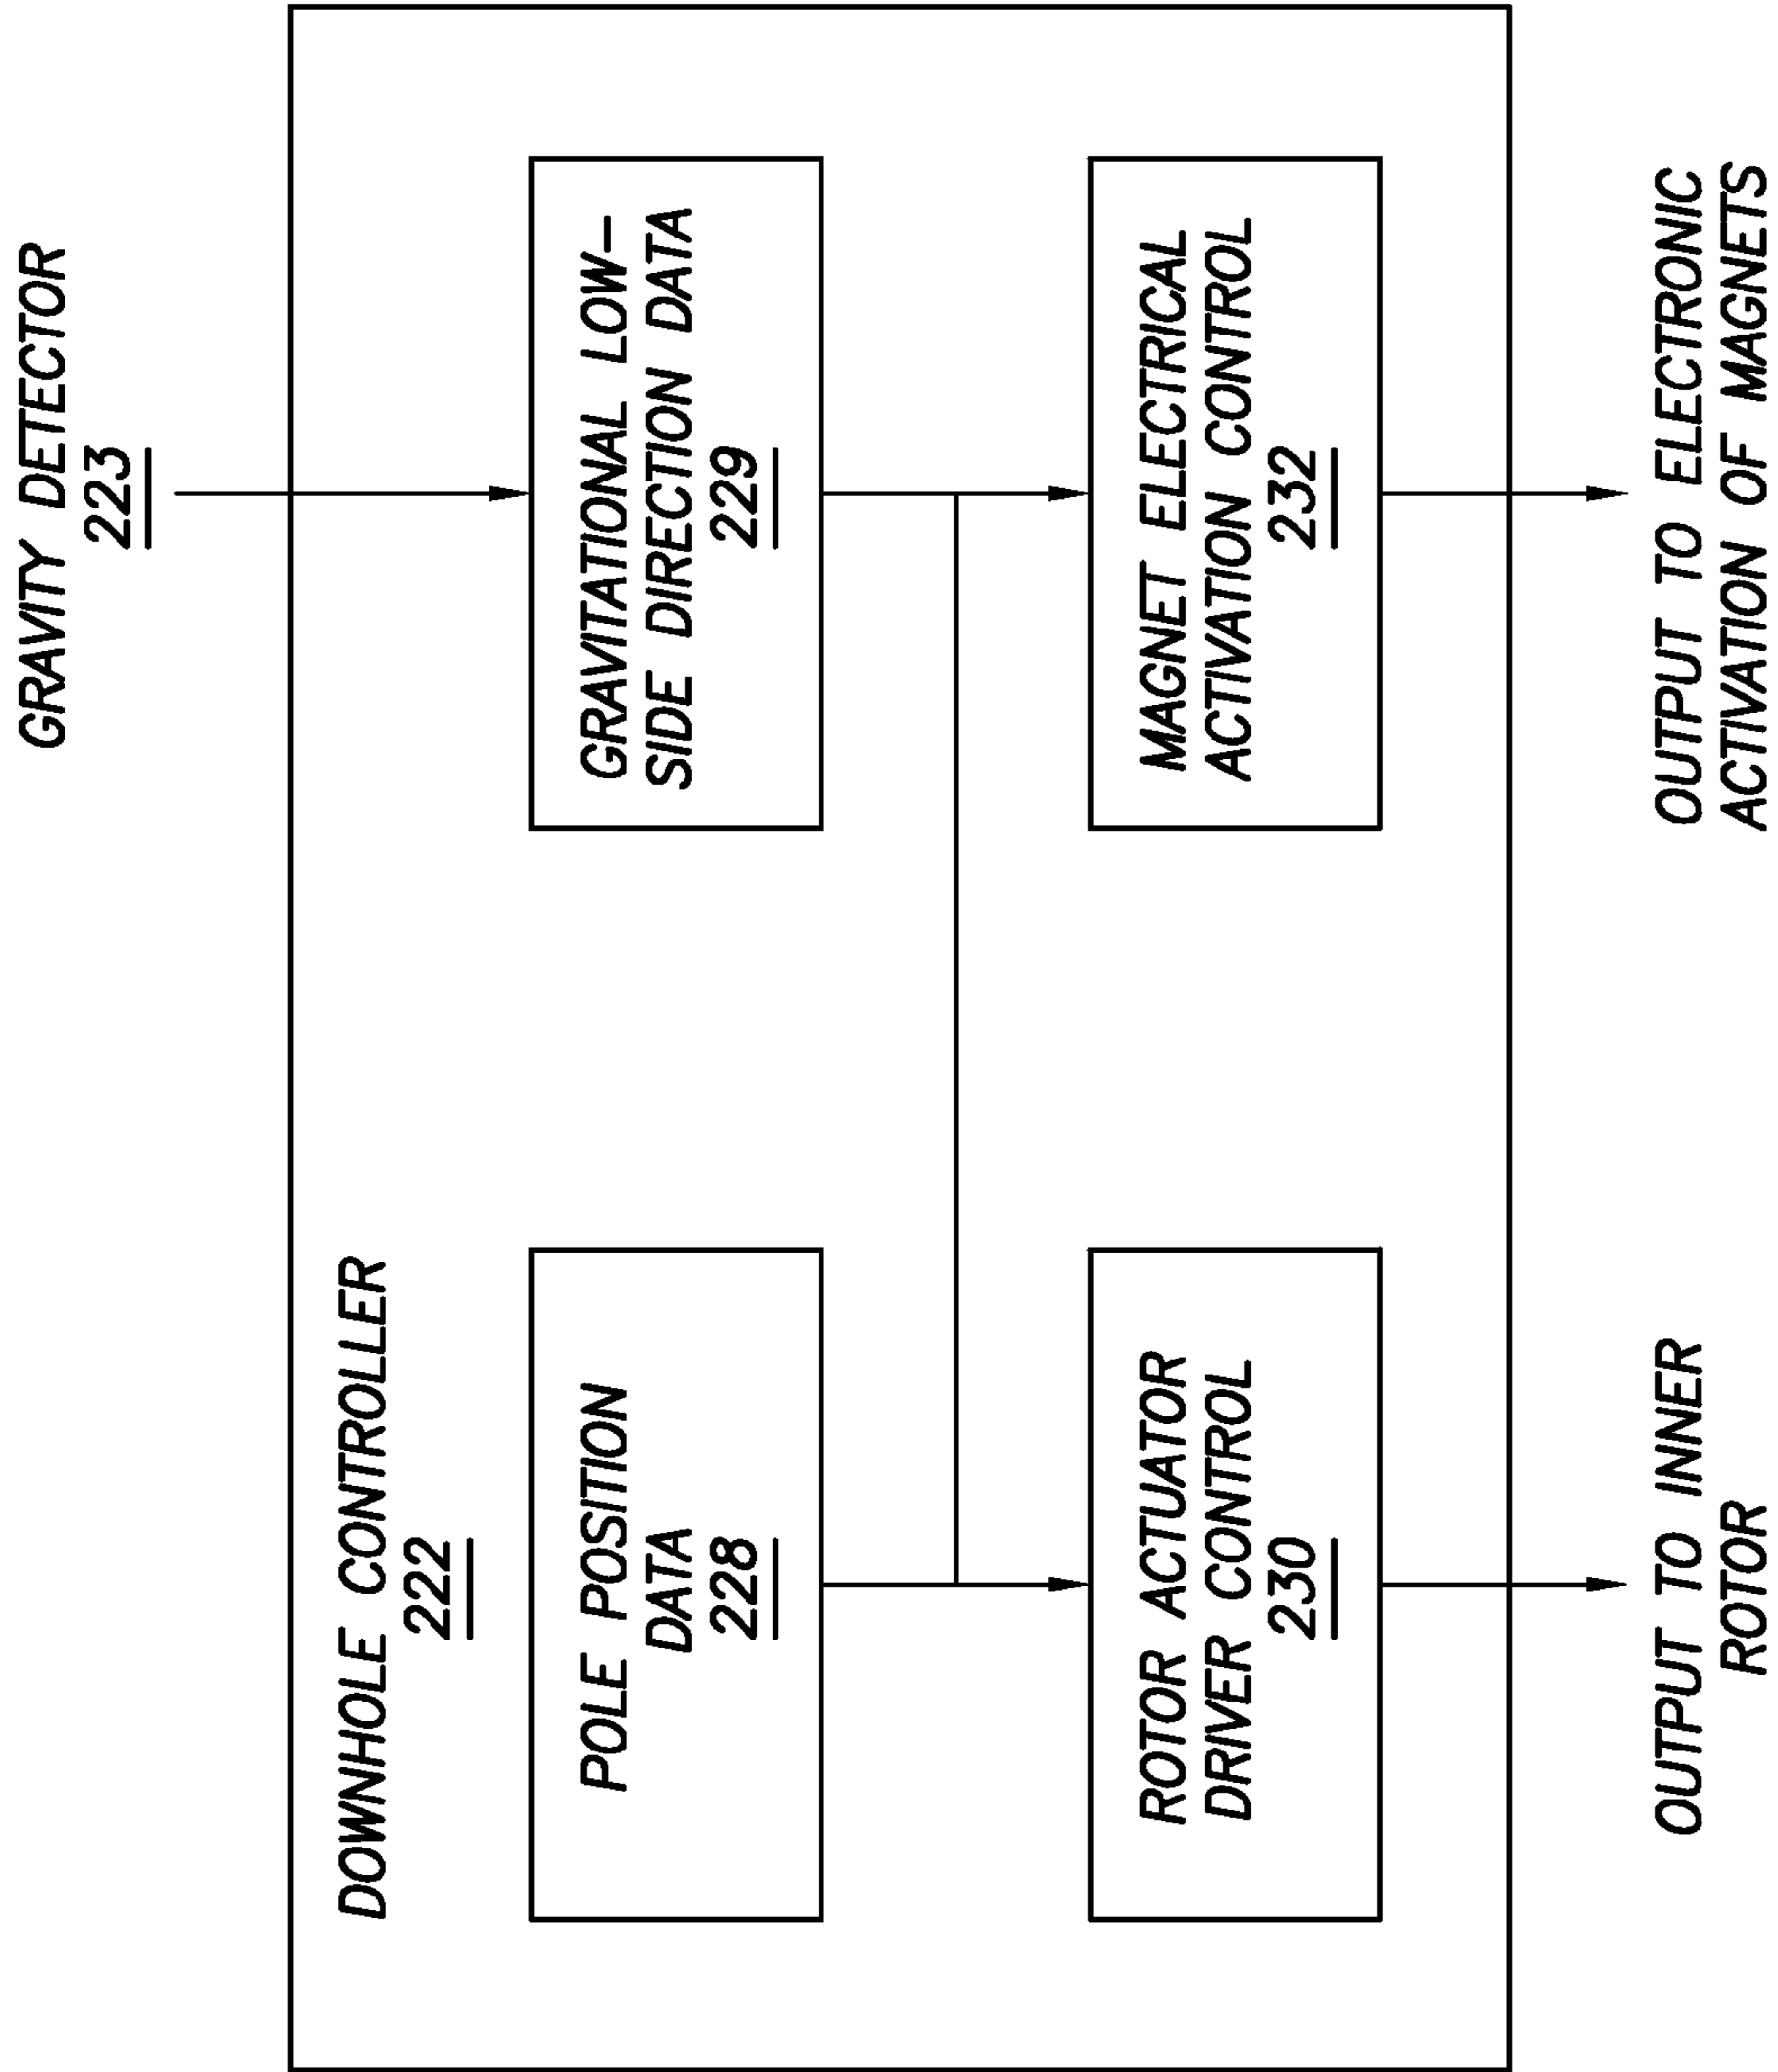 GRAVITY DETECTOR
223
DOWNHOLE CONTROLLER
222
POLE POSITION
DATA
228
GRAVITATIONAL LOW-
SIDE DIRECTION DATA
229
ROTOR ACTUATOR
DRIVER CONTROL
230
MAGNET ELECTRICAL
ACTIVATION CONTROL
232
OUTPUT TO INNER
ROTOR
OUTPUT TO ELECTRONIC
ACTIVATION OF MAGNETS